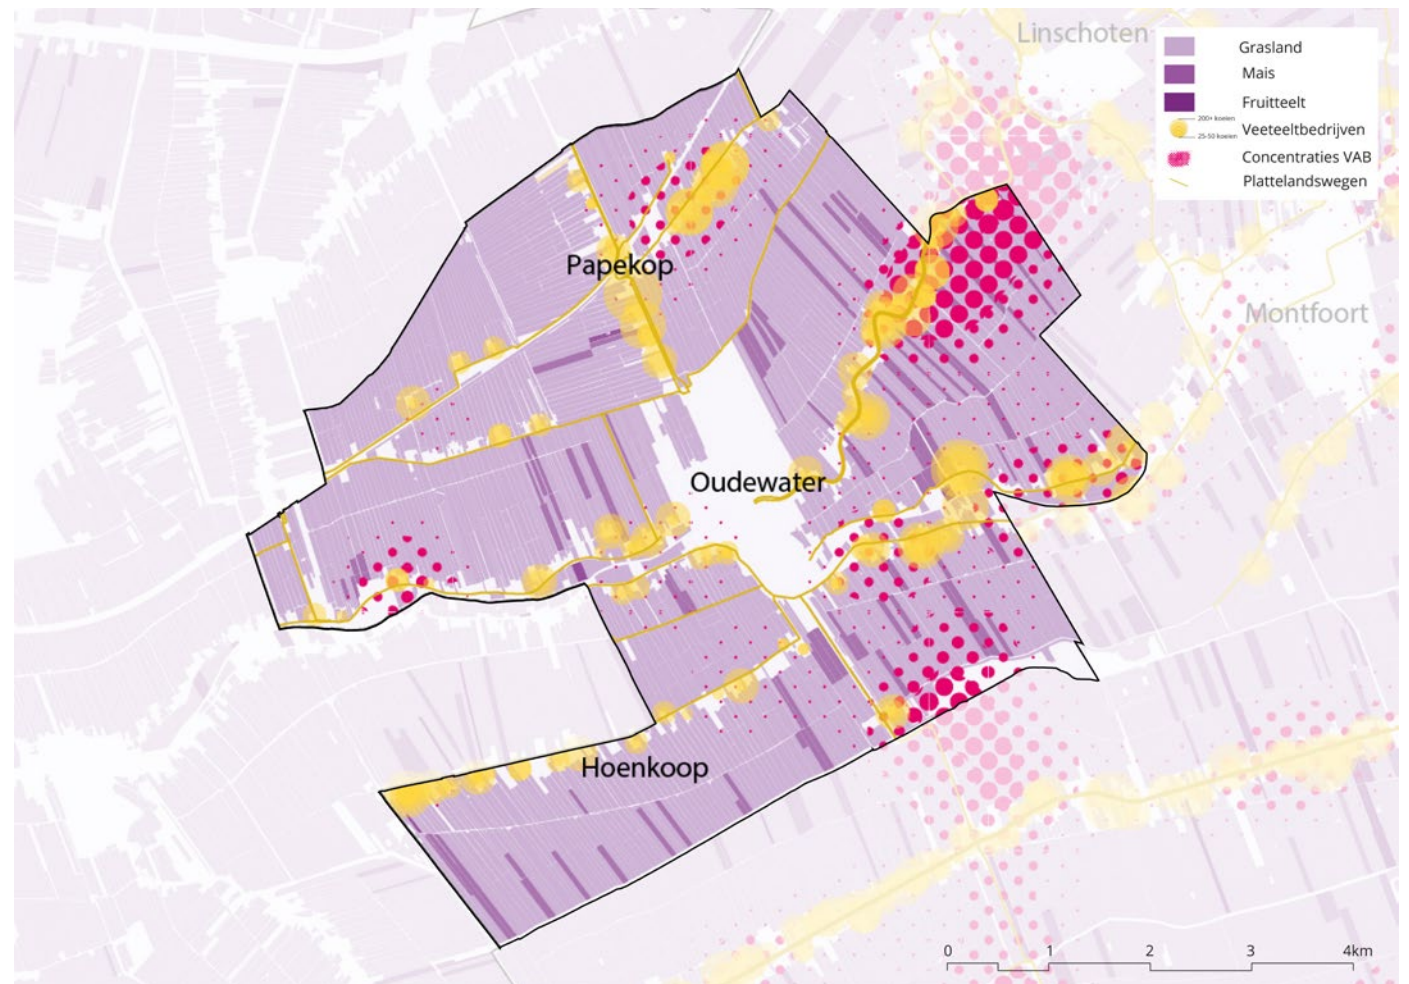 Linschoten
Grasland
Mais
Fruitteelt
200+ koeien
25-50 koeien
Veeteeltbedrijven
Concentraties VAB
Plattelandswegen
Papekop
Montfoort
Oudewater
Hoenkoop
0 1 2 3 4km